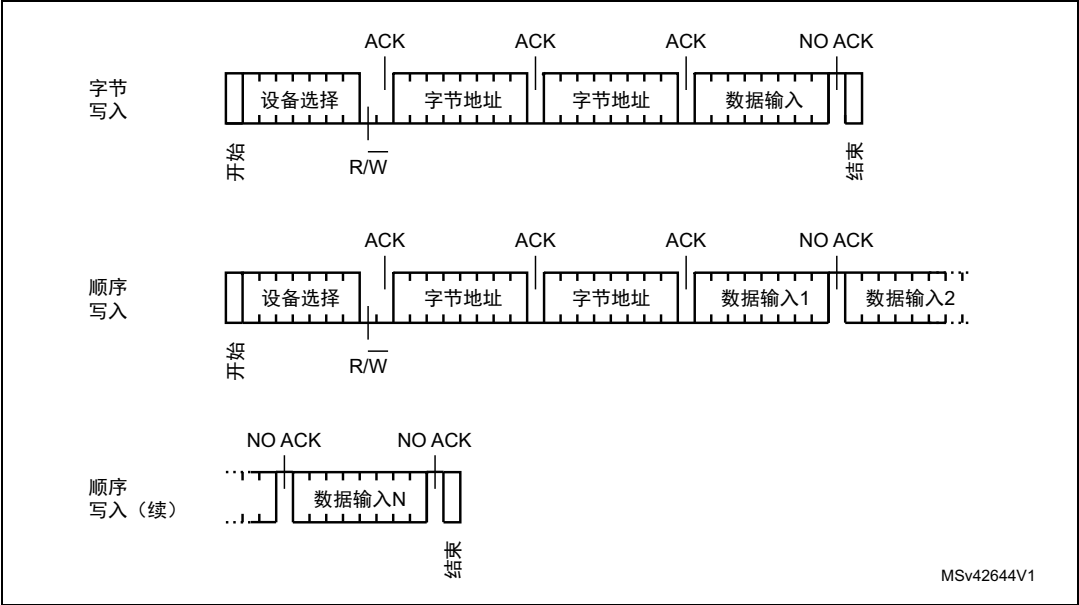 ACK ACK ACK NO ACK
字节
写入
设备选择 字节地址 字节地址 数据输入
开始 R/W̅ 结束
ACK ACK ACK NO ACK
顺序
写入
设备选择 字节地址 字节地址 数据输入1 数据输入2
开始 R/W̅
NO ACK NO ACK
顺序
写入（续）
数据输入N
结束
MSv42644V1